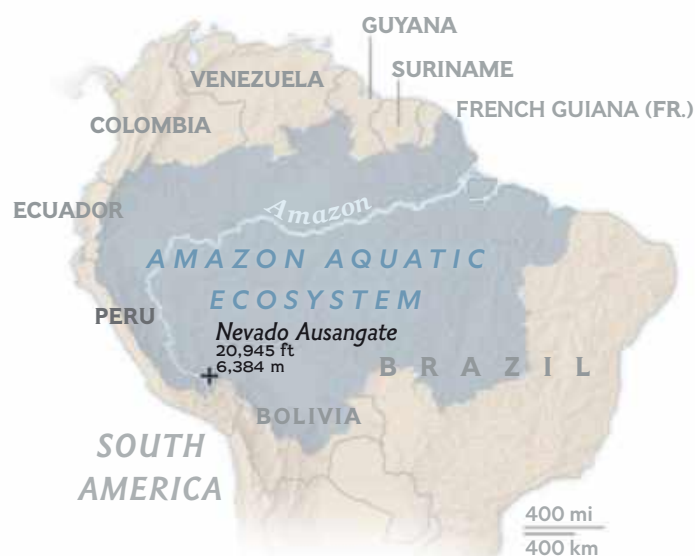 GUYANA
SURINAME
VENEZUELA
FRENCH GUIANA (FR.)
COLOMBIA
ECUADOR
Amazon
AMAZON AQUATIC
ECOSYSTEM
PERU
Nevado Ausangate
20,945 ft
6,384 m
BRAZIL
BOLIVIA
SOUTH
AMERICA
400 mi
400 km